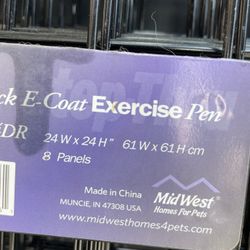 ck E-Coat Exercise Pen
DR
24 W x 24 H " 61 W x 61 H cm
8 Panels
Made in China
MUNCIE, IN 47308 USA
MidWest
Homes For Pets
www.midwesthomes4pets.com